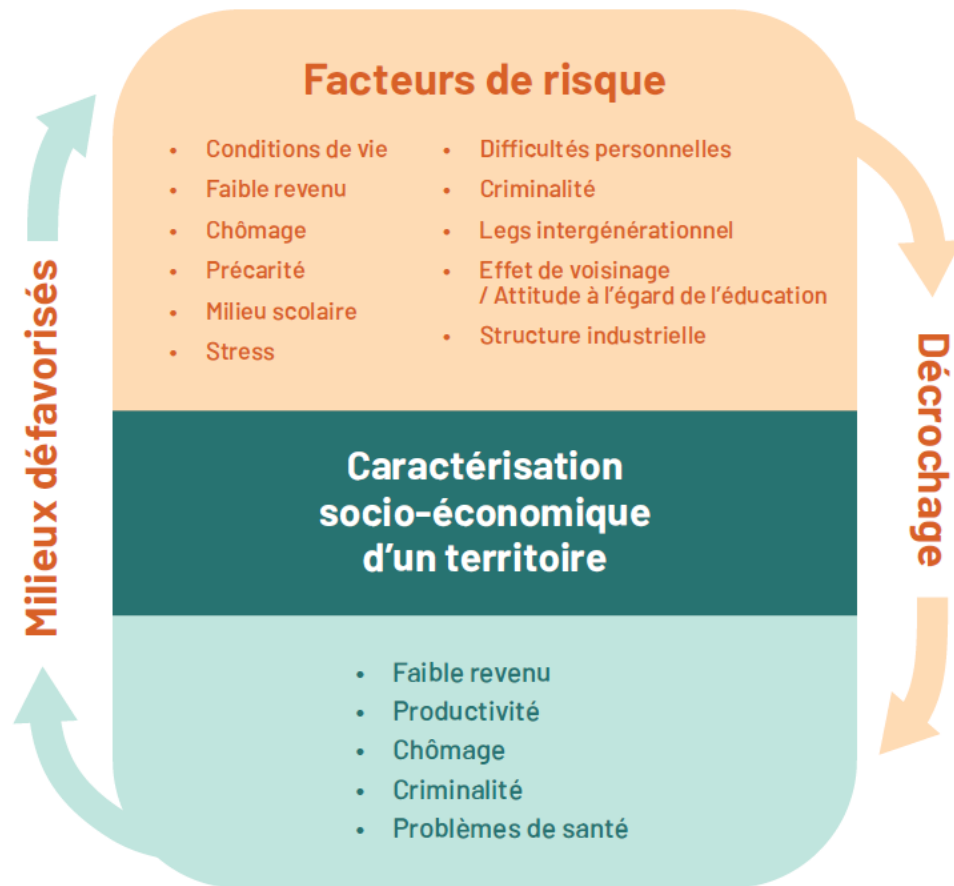 Facteurs de risque
• Conditions de vie
• Faible revenu
• Chômage
• Précarité
• Milieu scolaire
• Stress
• Difficultés personnelles
• Criminalité
• Legs intergénérationnel
• Effet de voisinage
/ Attitude à l'égard de l'éducation
• Structure industrielle
Décrochage
Caractérisation
socio-économique
d'un territoire
• Faible revenu
• Productivité
• Chômage
• Criminalité
• Problèmes de santé
Milieux défavorisés